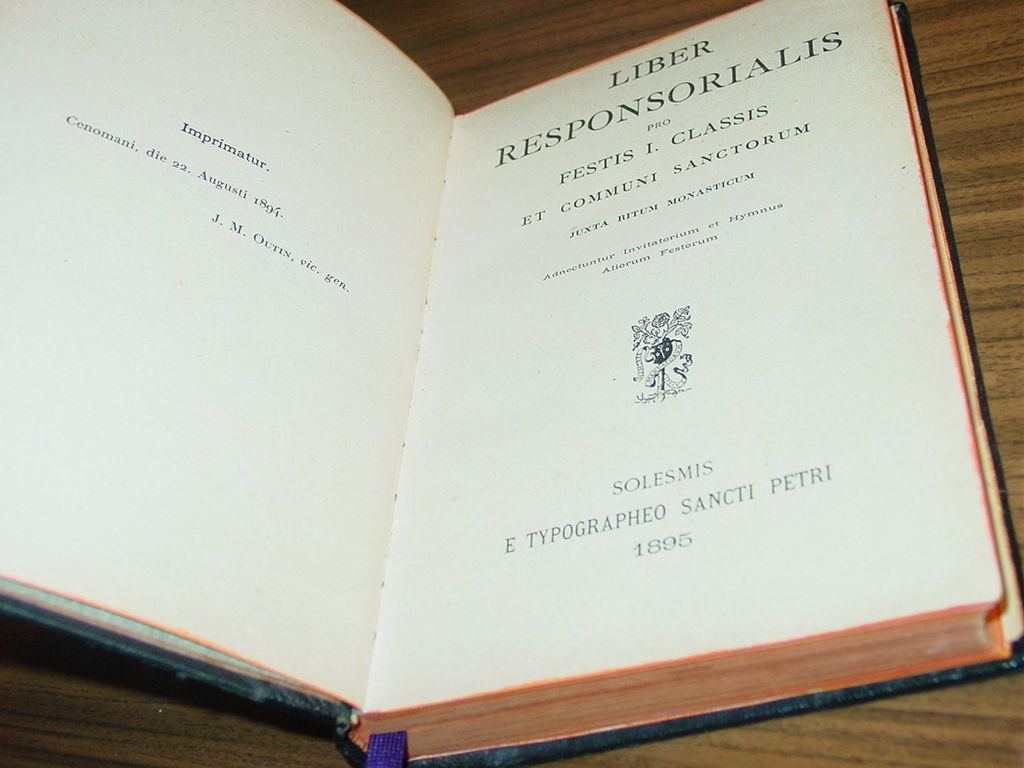 Imprimatur.
Cenomani, die 22. Augusti 1894.
J. M. OUTIN, vic. gen.
LIBER
RESPONSORIALIS
PRO
FESTIS I. CLASSIS
ET COMMUNI SANCTORUM
JUXTA RITUM MONASTICUM
Adnectuntur Invitatorium et Hymnus
Aliorum Festorum
SOLESMIS
E TYPOGRAPHEO SANCTI PETRI
1895